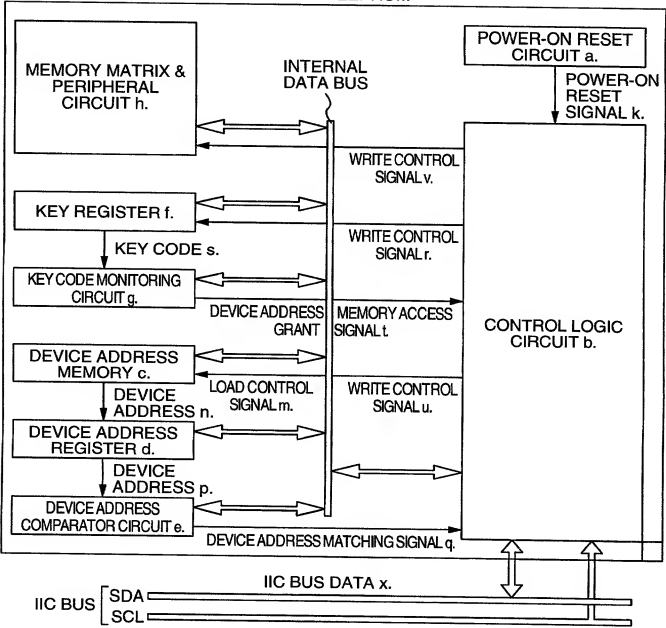 MEMORY MATRIX &
PERIPHERAL
CIRCUIT h.
INTERNAL
DATA BUS
POWER-ON RESET
CIRCUIT a.
POWER-ON
RESET
SIGNAL k.
WRITE CONTROL
SIGNAL v.
KEY REGISTER f.
WRITE CONTROL
SIGNAL r.
KEY CODE s.
KEY CODE MONITORING
CIRCUIT g.
DEVICE ADDRESS
GRANT
MEMORY ACCESS
SIGNAL t.
CONTROL LOGIC
CIRCUIT b.
DEVICE ADDRESS
MEMORY c.
LOAD CONTROL
SIGNAL m.
WRITE CONTROL
SIGNAL u.
DEVICE
ADDRESS n.
DEVICE ADDRESS
REGISTER d.
DEVICE
ADDRESS p.
DEVICE ADDRESS
COMPARATOR CIRCUIT e.
DEVICE ADDRESS MATCHING SIGNAL q.
IIC BUS DATA x.
IIC BUS
SDA
SCL